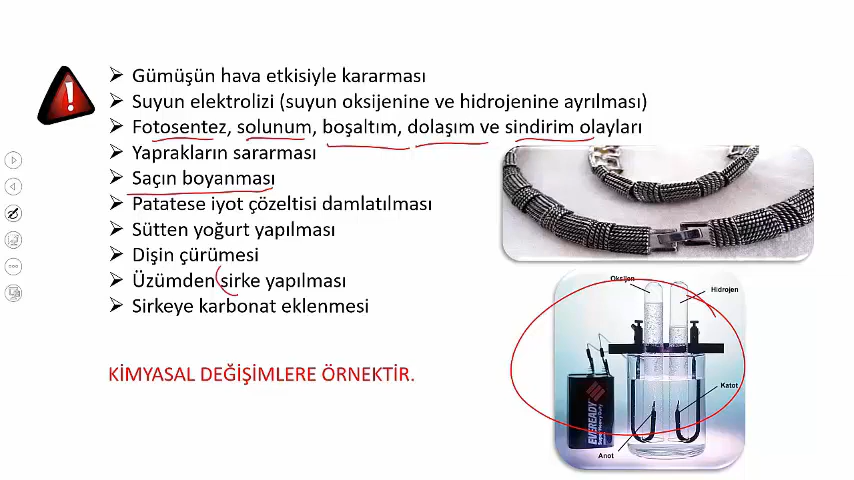 Gümüşün hava etkisiyle kararması
Suyun elektrolizi (suyun oksijenine ve hidrojenine ayrılması)
Fotosentez, solunum, boşaltım, dolaşım ve sindirim olayları
Yaprakların sararması
Saçın boyanması
Patatese iyot çözeltisi damlatılması
Sütten yoğurt yapılması
Dişin çürümesi
Üzümden sirke yapılması
Sirkeye karbonat eklenmesi
KİMYASAL DEĞİŞİMLERE ÖRNEKTİR.
Oksijen
Hidrojen
Katot
Anot
EVEREADY